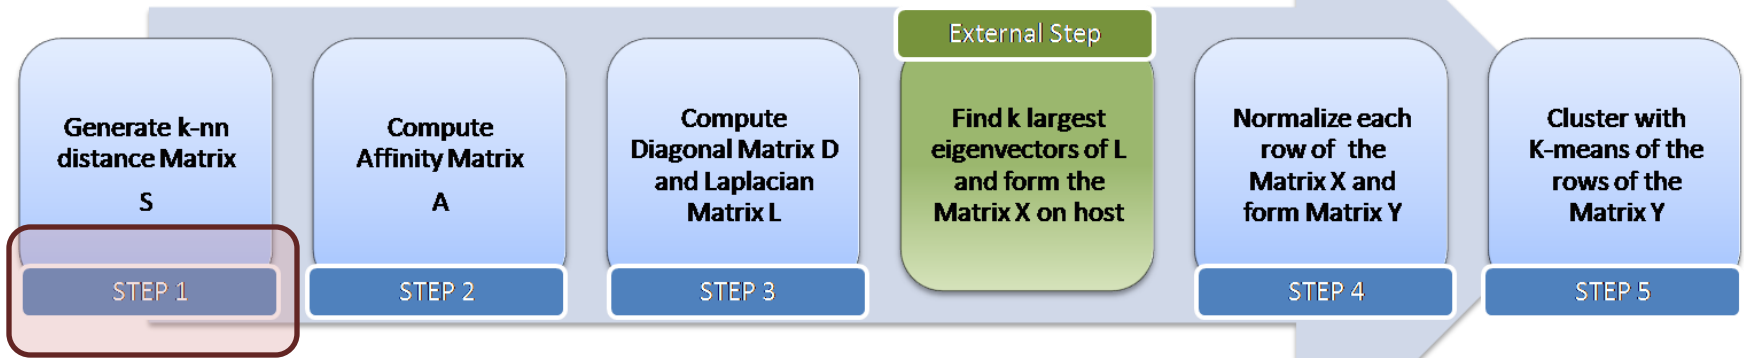 Generate k-nn
distance Matrix
S
STEP 1
Compute
Affinity Matrix
A
STEP 2
Compute
Diagonal Matrix D
and Laplacian
Matrix L
STEP 3
External Step
Find k largest
eigenvectors of L
and form the
Matrix X on host
Normalize each
row of the
Matrix X and
form Matrix Y
STEP 4
Cluster with
K-means of the
rows of the
Matrix Y
STEP 5